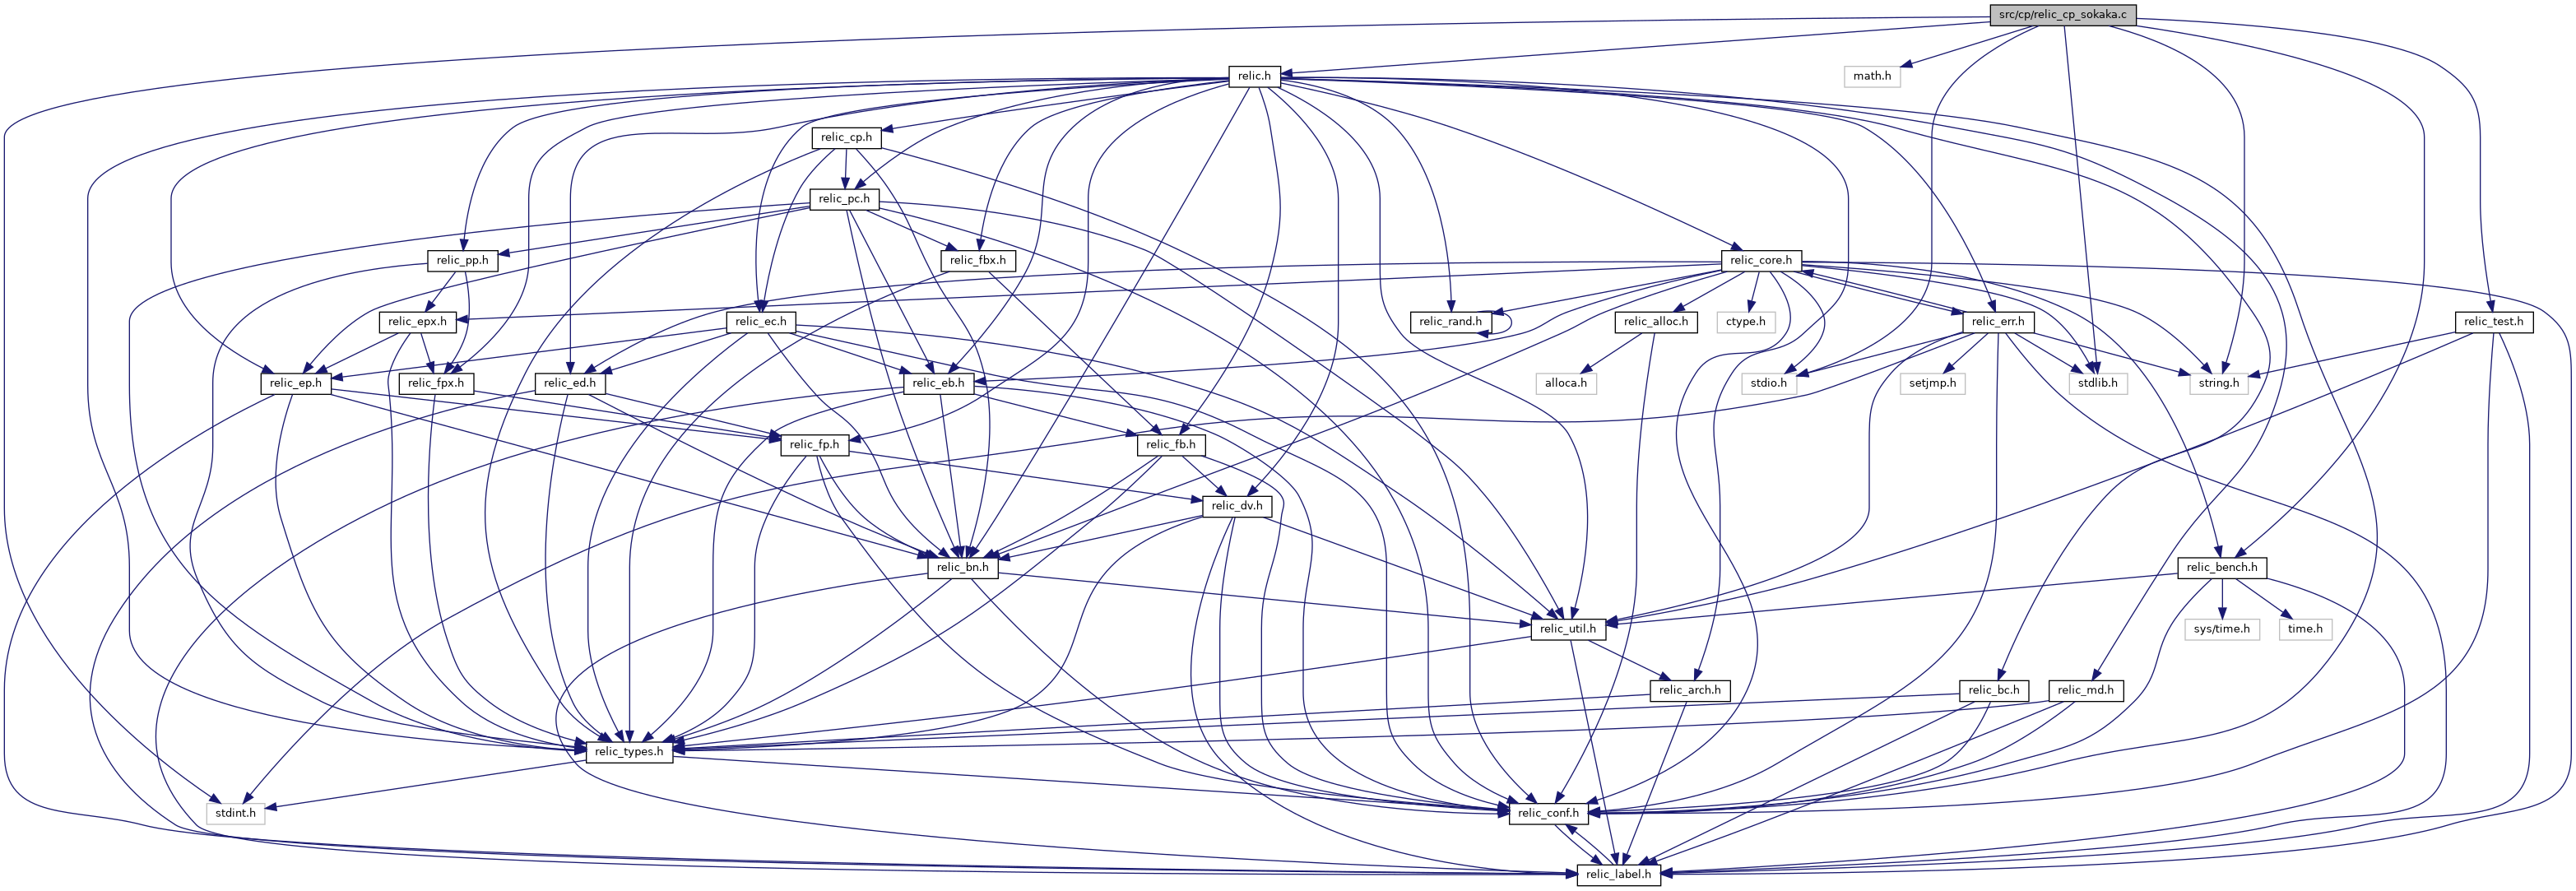 src/cp/relic_cp_sokaka.c
relic.h
math.h
relic_cp.h
relic_pc.h
relic_pp.h
relic_fbx.h
relic_core.h
relic_epx.h
relic_ec.h
relic_rand.h
relic_alloc.h
ctype.h
relic_err.h
relic_test.h
relic_ep.h
relic_fpx.h
relic_ed.h
relic_eb.h
alloca.h
stdio.h
setjmp.h
stdlib.h
string.h
relic_fp.h
relic_fb.h
relic_dv.h
relic_bn.h
relic_bench.h
relic_util.h
sys/time.h
time.h
relic_arch.h
relic_bc.h
relic_md.h
relic_types.h
stdint.h
relic_conf.h
relic_label.h